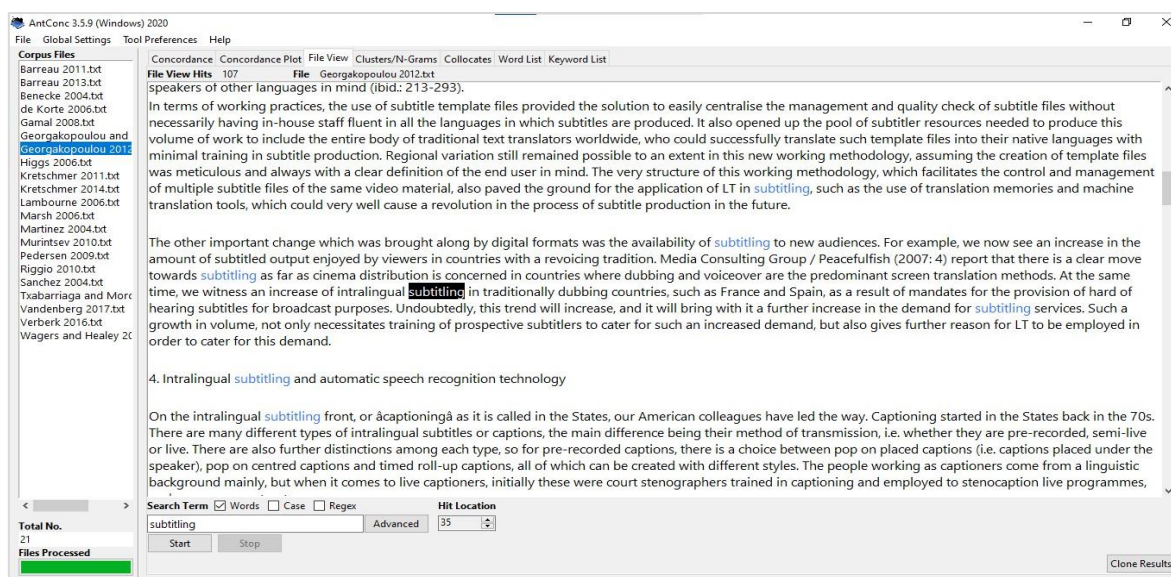 AntConc 3.5.9 (Windows) 2020
File Global Settings Tool Preferences Help
Corpus Files
Barreau 2011.txt
Barreau 2013.txt
Benecke 2004.txt
de Korte 2006.txt
Gamal 2008.txt
Georgakopoulou and
Georgakopoulou 2012
Higgs 2006.txt
Kretschmer 2011.txt
Kretschmer 2014.txt
Lambourne 2006.txt
Marsh 2006.txt
Martinez 2004.txt
Murintsev 2010.txt
Pedersen 2009.txt
Riggio 2010.txt
Sanchez 2004.txt
Txabarriaga and Morc
Vandenberg 2017.txt
Verberk 2016.txt
Wagers and Healey 20
Total No.
21
Files Processed
Concordance Concordance Plot File View Clusters/N-Grams Collocates Word List Keyword List
File View Hits 107 File Georgakopoulou 2012.txt
speakers of other languages in mind (ibid.: 213-293).
In terms of working practices, the use of subtitle template files provided the solution to easily centralise the management and quality check of subtitle files without
necessarily having in-house staff fluent in all the languages in which subtitles are produced. It also opened up the pool of subtitler resources needed to produce this
volume of work to include the entire body of traditional text translators worldwide, who could successfully translate such template files into their native languages with
minimal training in subtitle production. Regional variation still remained possible to an extent in this new working methodology, assuming the creation of template files
was meticulous and always with a clear definition of the end user in mind. The very structure of this working methodology, which facilitates the control and management
of multiple subtitle files of the same video material, also paved the ground for the application of LT in subtitling, such as the use of translation memories and machine
translation tools, which could very well cause a revolution in the process of subtitle production in the future.
The other important change which was brought along by digital formats was the availability of subtitling to new audiences. For example, we now see an increase in the
amount of subtitled output enjoyed by viewers in countries with a revoicing tradition. Media Consulting Group / Peacefulfish (2007: 4) report that there is a clear move
towards subtitling as far as cinema distribution is concerned in countries where dubbing and voiceover are the predominant screen translation methods. At the same
time, we witness an increase of intralingual subtitling in traditionally dubbing countries, such as France and Spain, as a result of mandates for the provision of hard of
hearing subtitles for broadcast purposes. Undoubtedly, this trend will increase, and it will bring with it a further increase in the demand for subtitling services. Such a
growth in volume, not only necessitates training of prospective subtitlers to cater for such an increased demand, but also gives further reason for LT to be employed in
order to cater for this demand.
4. Intralingual subtitling and automatic speech recognition technology
On the intralingual subtitling front, or âcaptioningâ as it is called in the States, our American colleagues have led the way. Captioning started in the States back in the 70s.
There are many different types of intralingual subtitles or captions, the main difference being their method of transmission, i.e. whether they are pre-recorded, semi-live
or live. There are also further distinctions among each type, so for pre-recorded captions, there is a choice between pop on placed captions (i.e. captions placed under the
speaker), pop on centred captions and timed roll-up captions, all of which can be created with different styles. The people working as captioners come from a linguistic
background mainly, but when it comes to live captioners, initially these were court stenographers trained in captioning and employed to stenocaption live programmes,
Search Term Words Case Regex Hit Location
subtitling Advanced 35
Start Stop
Clone Results